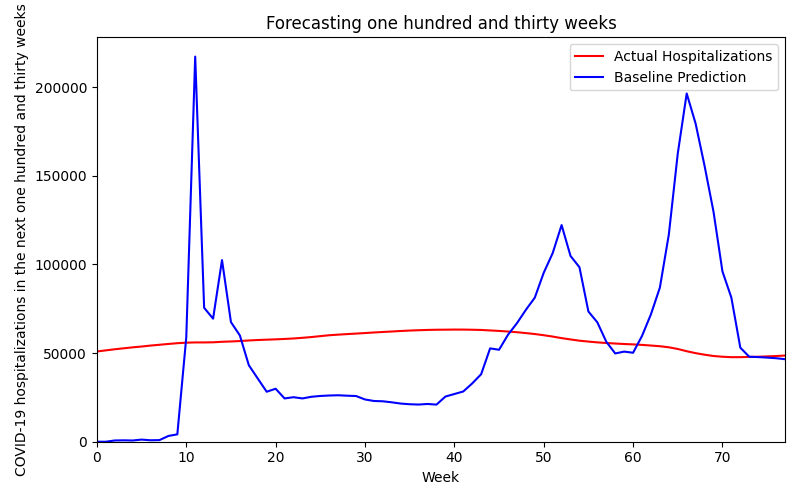 Forecasting one hundred and thirty weeks
COVID-19 hospitalizations in the next one hundred and thirty weeks
200000
150000
100000
50000
0
Actual Hospitalizations
Baseline Prediction
0 10 20 30 40 50 60 70
Week